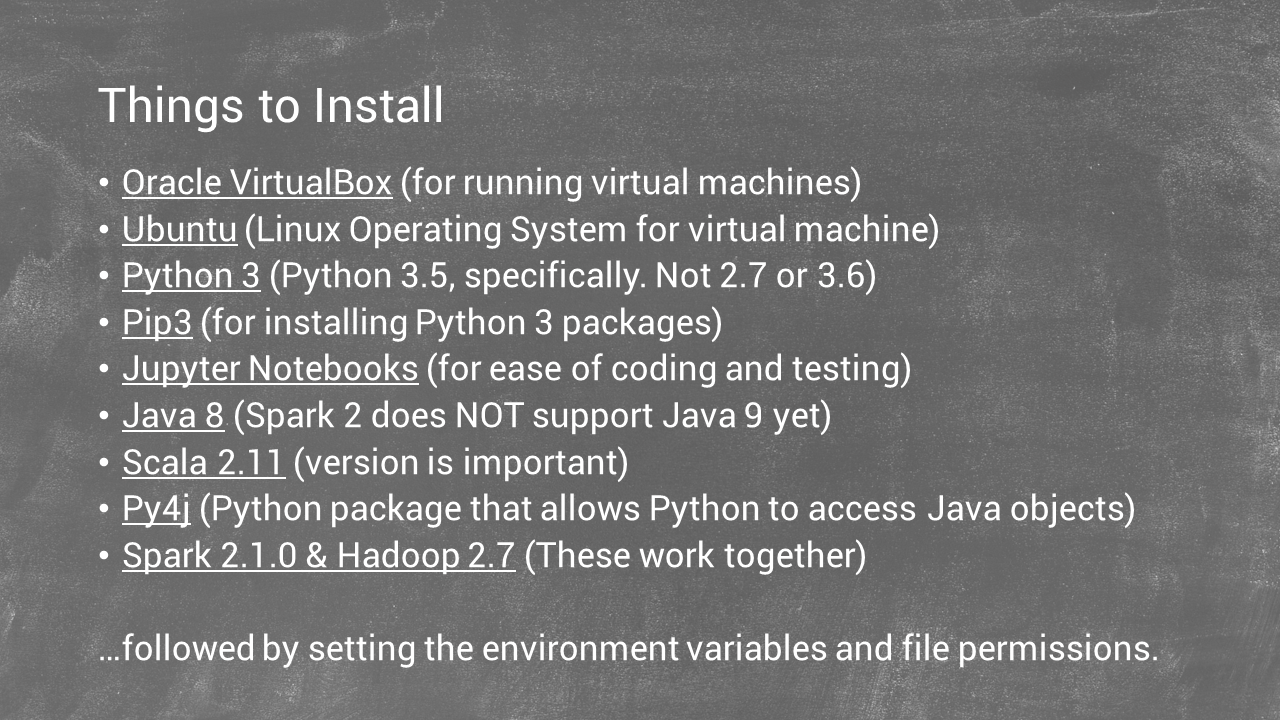 Things to Install
• Oracle VirtualBox (for running virtual machines)
• Ubuntu (Linux Operating System for virtual machine)
• Python 3 (Python 3.5, specifically. Not 2.7 or 3.6)
• Pip3 (for installing Python 3 packages)
• Jupyter Notebooks (for ease of coding and testing)
• Java 8 (Spark 2 does NOT support Java 9 yet)
• Scala 2.11 (version is important)
• Py4j (Python package that allows Python to access Java objects)
• Spark 2.1.0 & Hadoop 2.7 (These work together)
…followed by setting the environment variables and file permissions.